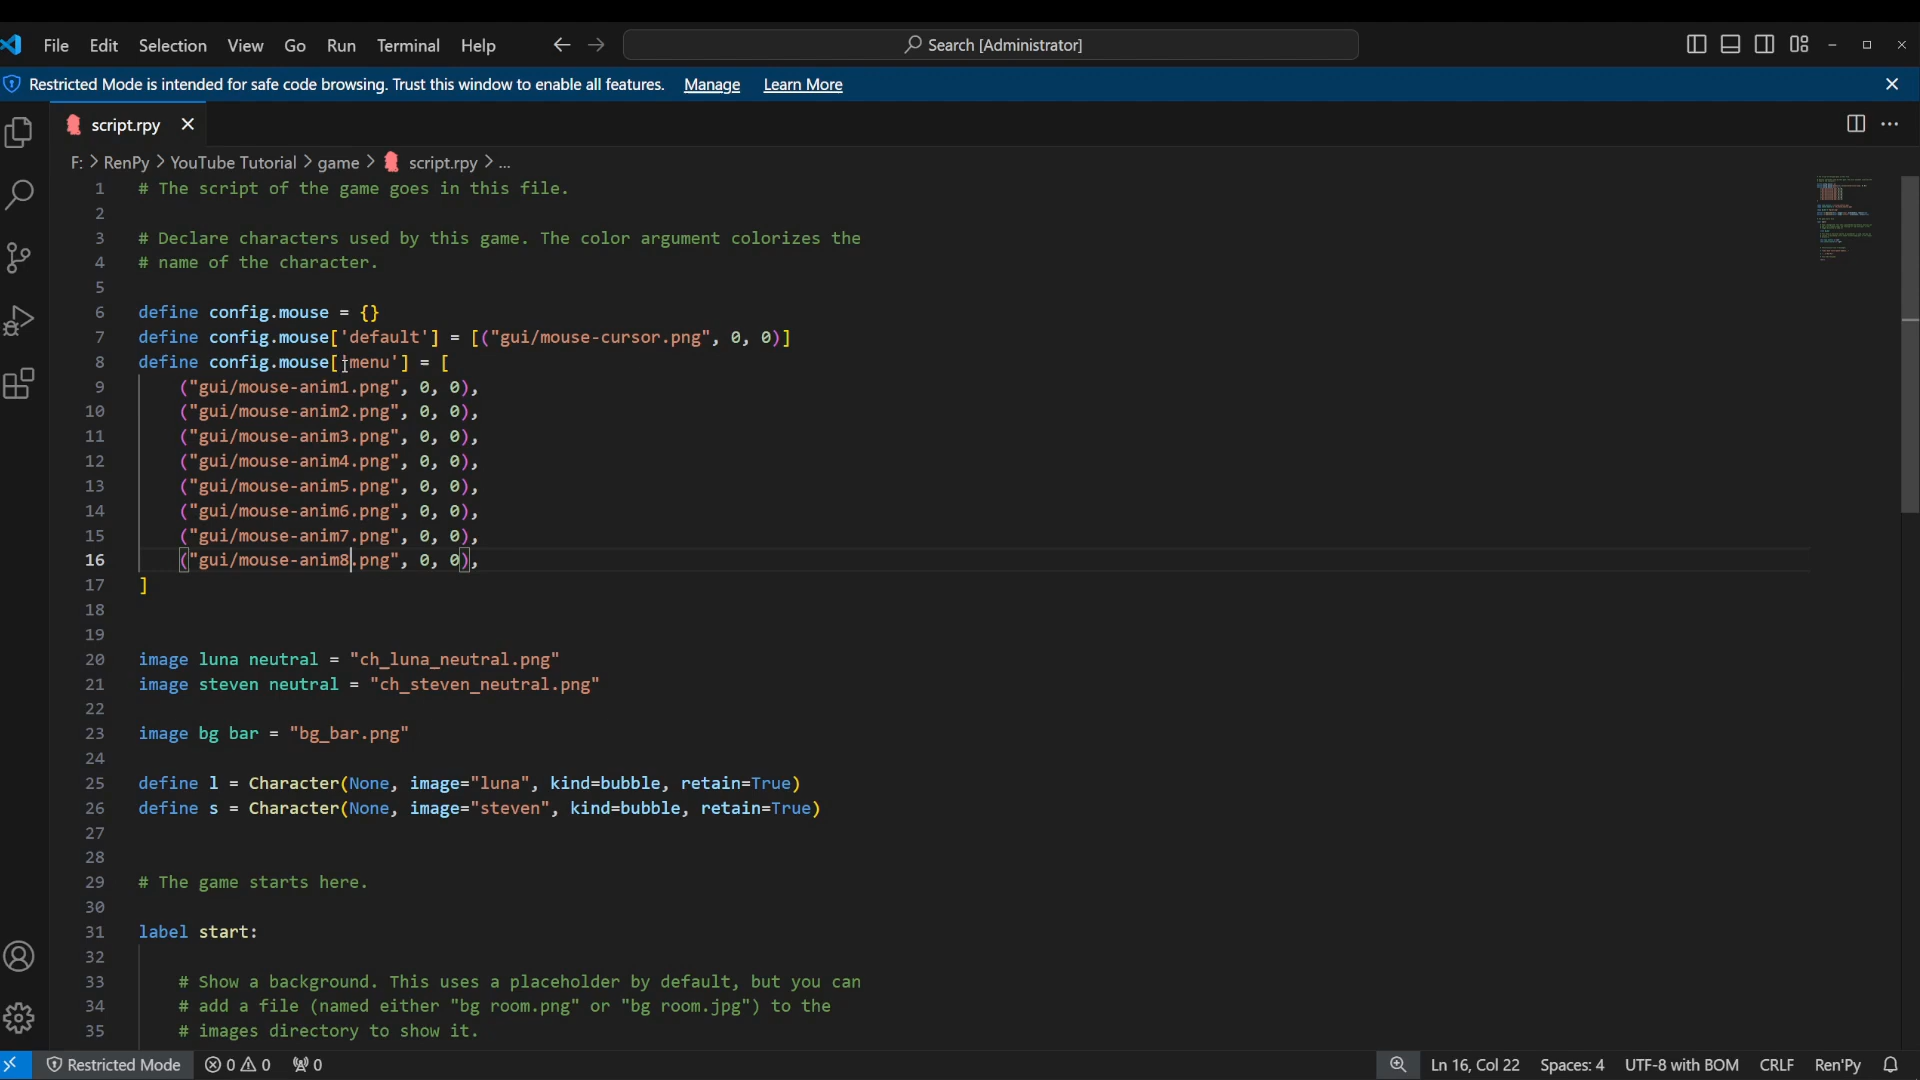 File Edit Selection View Go Run Terminal Help Search [Administrator]
Restricted Mode is intended for safe code browsing. Trust this window to enable all features. Manage Learn More
script.rpy
F: > RenPy > YouTube Tutorial > game > script.rpy > ...
1 # The script of the game goes in this file.
2
3 # Declare characters used by this game. The color argument colorizes the
4 # name of the character.
5
6 define config.mouse = {}
7 define config.mouse['default'] = [("gui/mouse-cursor.png", 0, 0)]
8 define config.mouse['menu'] = [
9 ("gui/mouse-anim1.png", 0, 0),
10 ("gui/mouse-anim2.png", 0, 0),
11 ("gui/mouse-anim3.png", 0, 0),
12 ("gui/mouse-anim4.png", 0, 0),
13 ("gui/mouse-anim5.png", 0, 0),
14 ("gui/mouse-anim6.png", 0, 0),
15 ("gui/mouse-anim7.png", 0, 0),
16 ("gui/mouse-anim8.png", 0, 0),
17 ]
18
19
20 image luna neutral = "ch_luna_neutral.png"
21 image steven neutral = "ch_steven_neutral.png"
22
23 image bg bar = "bg_bar.png"
24
25 define l = Character(None, image="luna", kind=bubble, retain=True)
26 define s = Character(None, image="steven", kind=bubble, retain=True)
27
28
29 # The game starts here.
30
31 label start:
32
33 # Show a background. This uses a placeholder by default, but you can
34 # add a file (named either "bg room.png" or "bg room.jpg") to the
35 # images directory to show it.
Restricted Mode 0 0 0 Ln 16, Col 22 Spaces: 4 UTF-8 with BOM CRLF Ren'Py